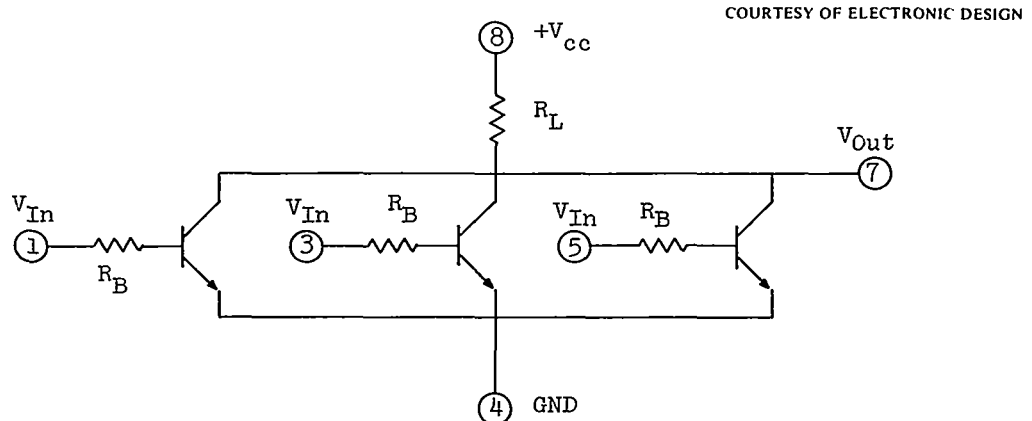 COURTESY OF ELECTRONIC DESIGN
8 +Vcc
RL
VOut
7
VIn
1
RB
VIn
3
RB
VIn
5
RB
4 GND